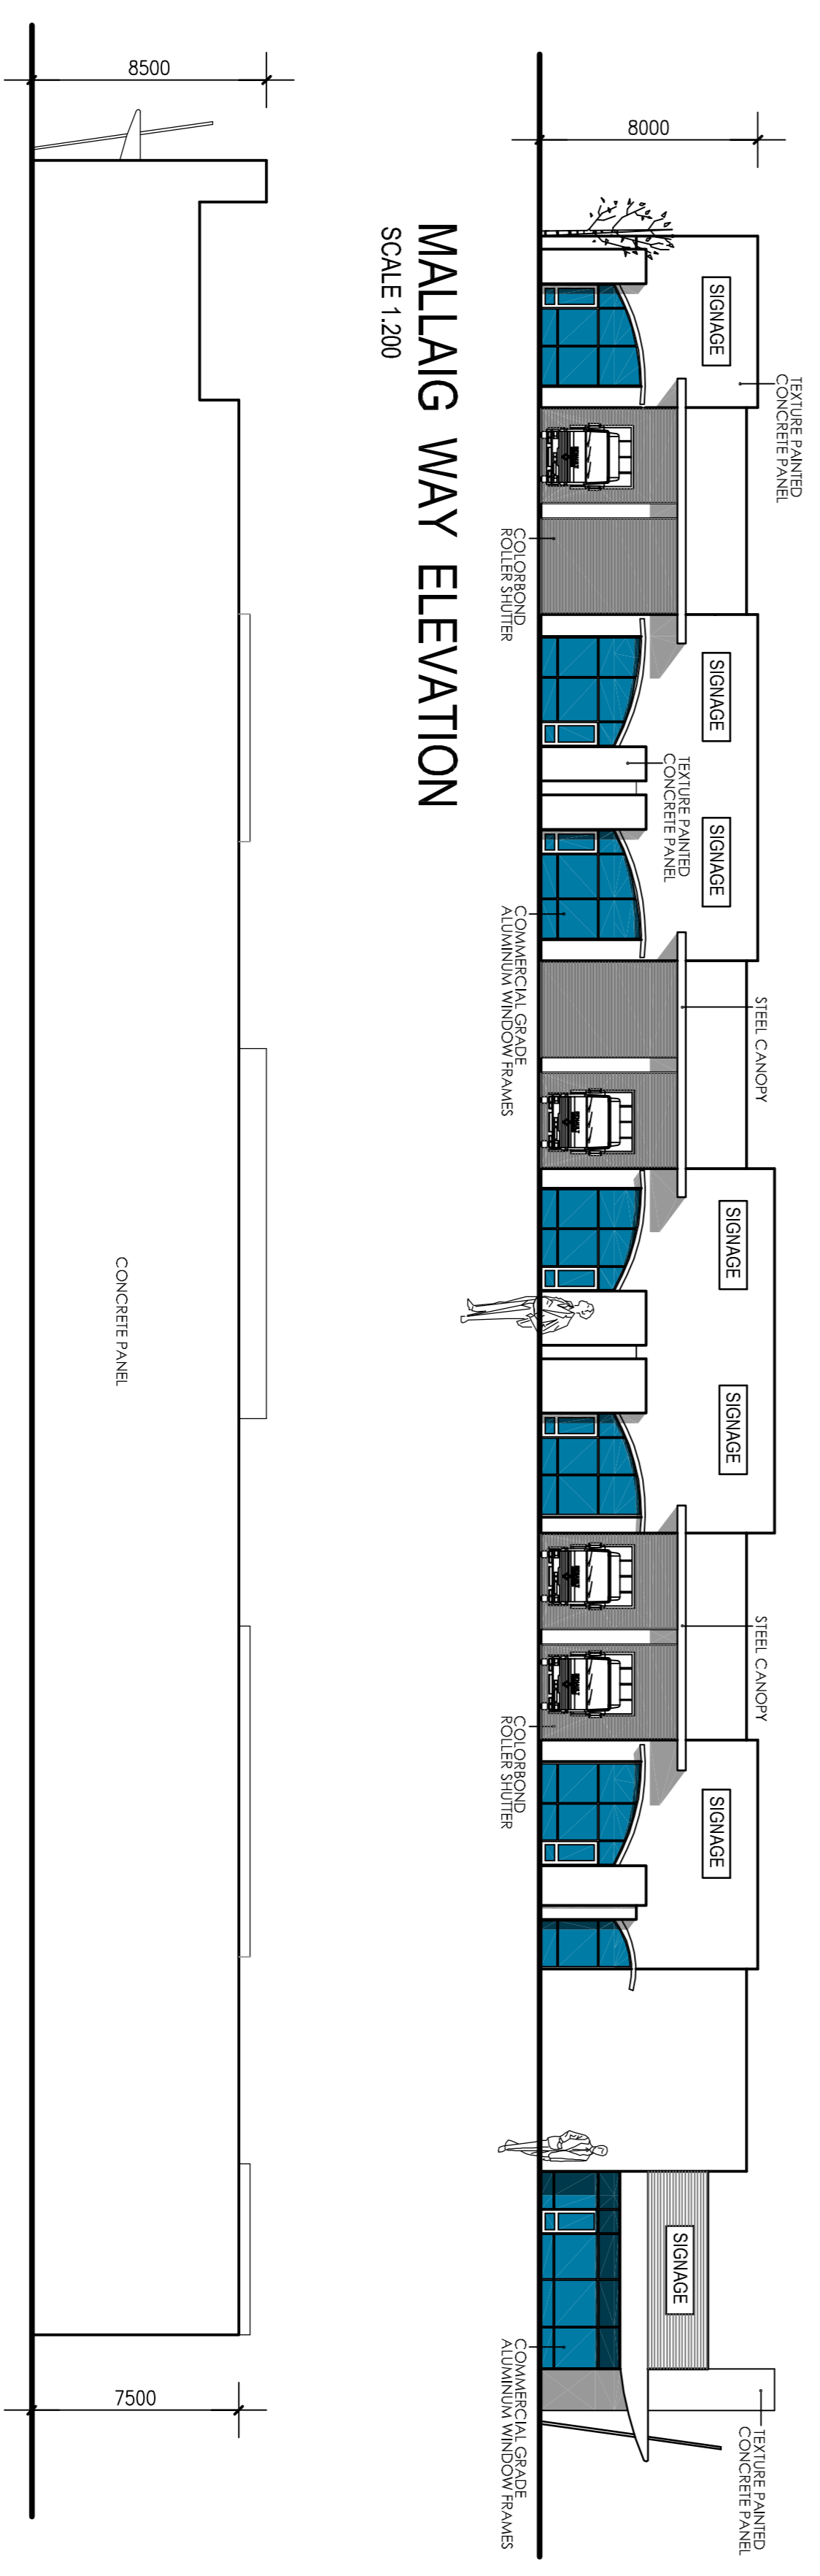 8000
SIGNAGE
TEXTURE PAINTED
CONCRETE PANEL
COLORBOND
ROLLER SHUTTER
SIGNAGE
TEXTURE PAINTED
CONCRETE PANEL
SIGNAGE
COMMERCIAL GRADE
ALUMINUM WINDOW FRAMES
STEEL CANOPY
SIGNAGE
SIGNAGE
STEEL CANOPY
COLORBOND
ROLLER SHUTTER
SIGNAGE
SIGNAGE
COMMERCIAL GRADE
ALUMINUM WINDOW FRAMES
TEXTURE PAINTED
CONCRETE PANEL
MALLAIG WAY ELEVATION
SCALE 1.200
8500
CONCRETE PANEL
7500